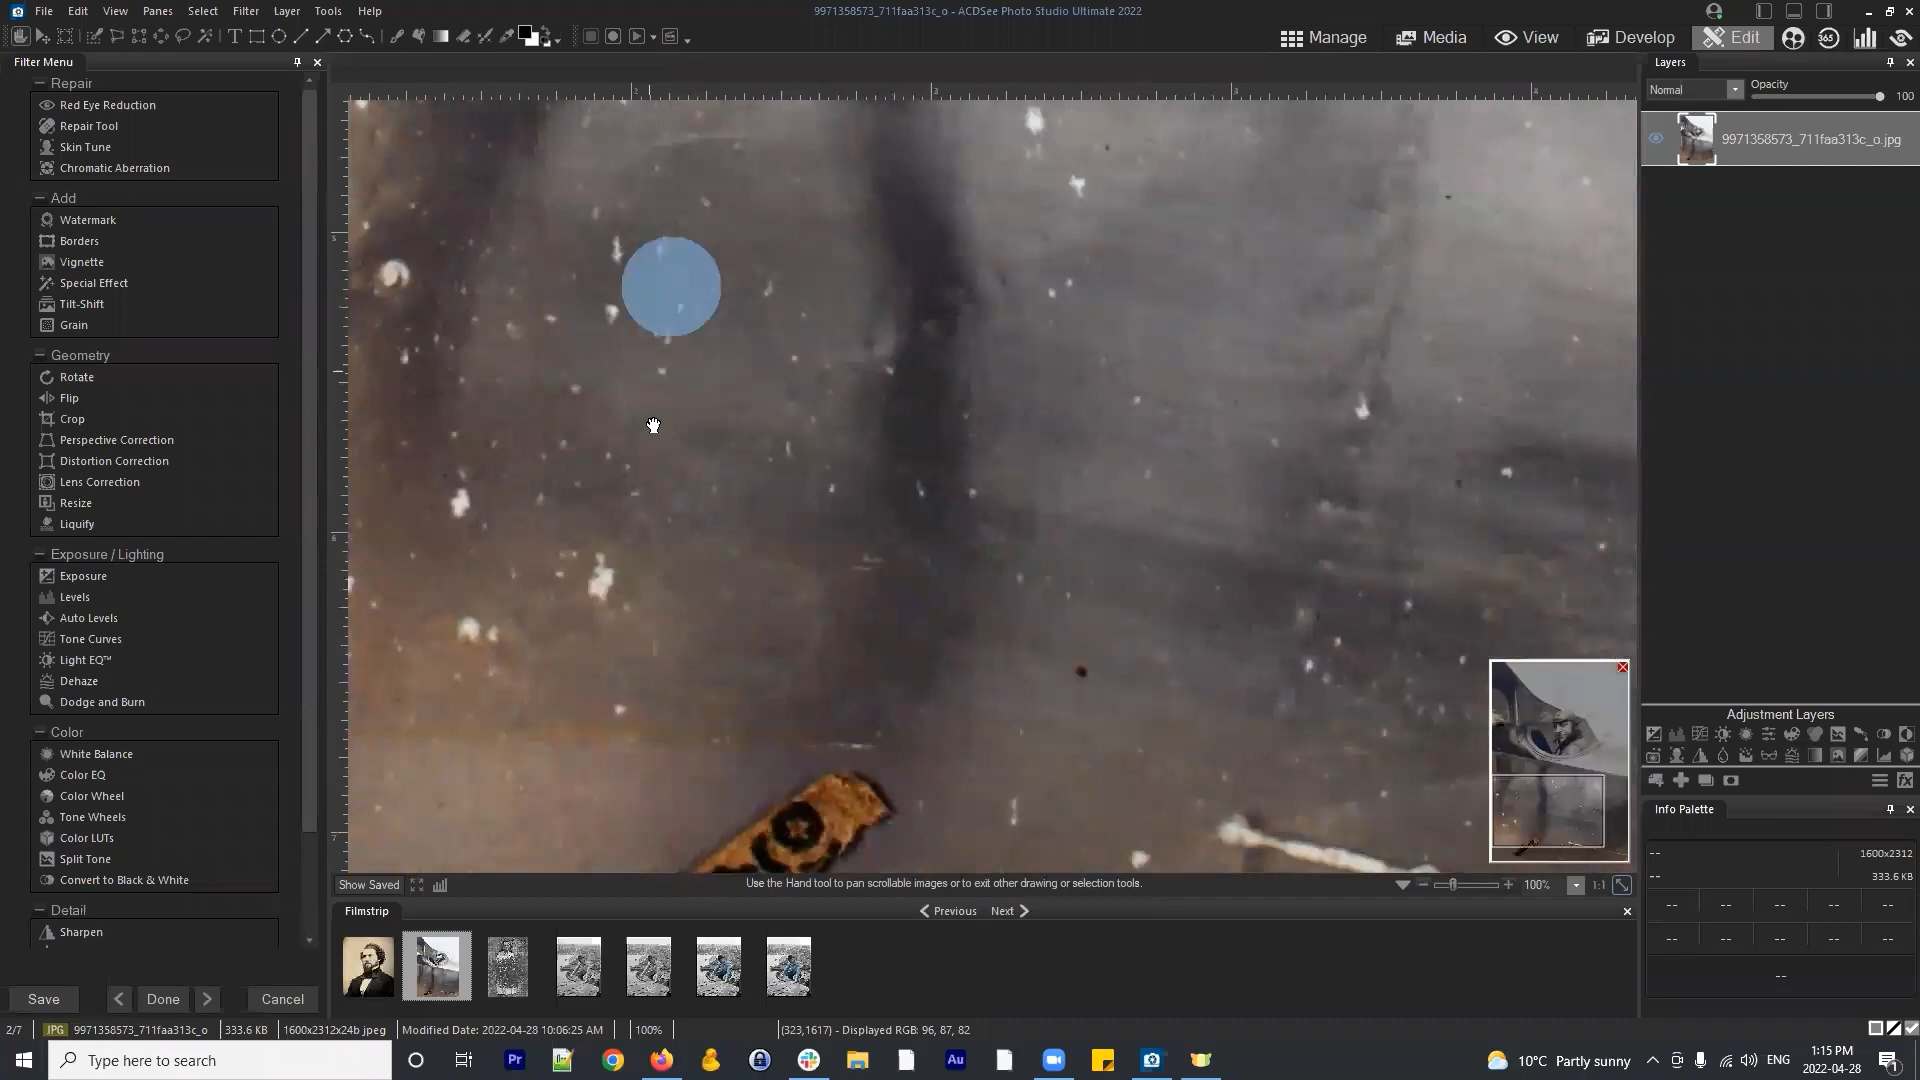 File Edit View Panes Select Filter Layer Tools Help
9971358573_711faa313c_o - ACDSee Photo Studio Ultimate 2022
Manage Media View Develop Edit 365
Filter Menu
Repair
Red Eye Reduction
Repair Tool
Skin Tune
Chromatic Aberration
Add
Watermark
Borders
Vignette
Special Effect
Tilt-Shift
Grain
Geometry
Rotate
Flip
Crop
Perspective Correction
Distortion Correction
Lens Correction
Resize
Liquify
Exposure / Lighting
Exposure
Levels
Auto Levels
Tone Curves
Light EQ™
Dehaze
Dodge and Burn
Color
White Balance
Color EQ
Color Wheel
Tone Wheels
Color LUTs
Split Tone
Convert to Black & White
Detail
Sharpen
Save
Done
Cancel
Show Saved
Use the Hand tool to pan scrollable images or to exit other drawing or selection tools.
100%
1:1
Filmstrip
Previous Next
Layers
Normal
Opacity
100
9971358573_711faa313c_o.jpg
Adjustment Layers
Info Palette
-- 1600x2312
-- 333.6 KB
-- -- -- -- --
-- -- -- -- --
--
2/7 JPG 9971358573_711faa313c_o 333.6 KB 1600x2312x24b jpeg Modified Date: 2022-04-28 10:06:25 AM 100% (323,1617) - Displayed RGB: 96, 87, 82
Type here to search
Pr
Au
10°C Partly sunny
ENG
1:15 PM
2022-04-28
1